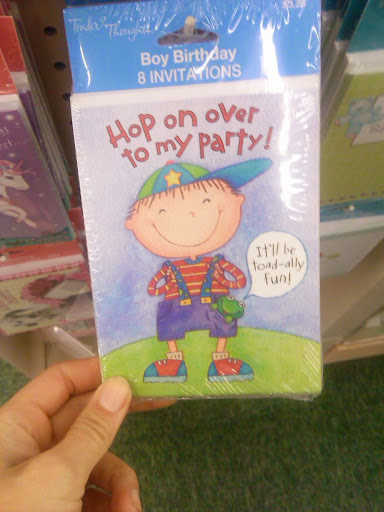 Tender Thoughts
Boy Birthday
8 INVITATIONS
Hop on over
to my party!
It'll be
toad-ally
fun!